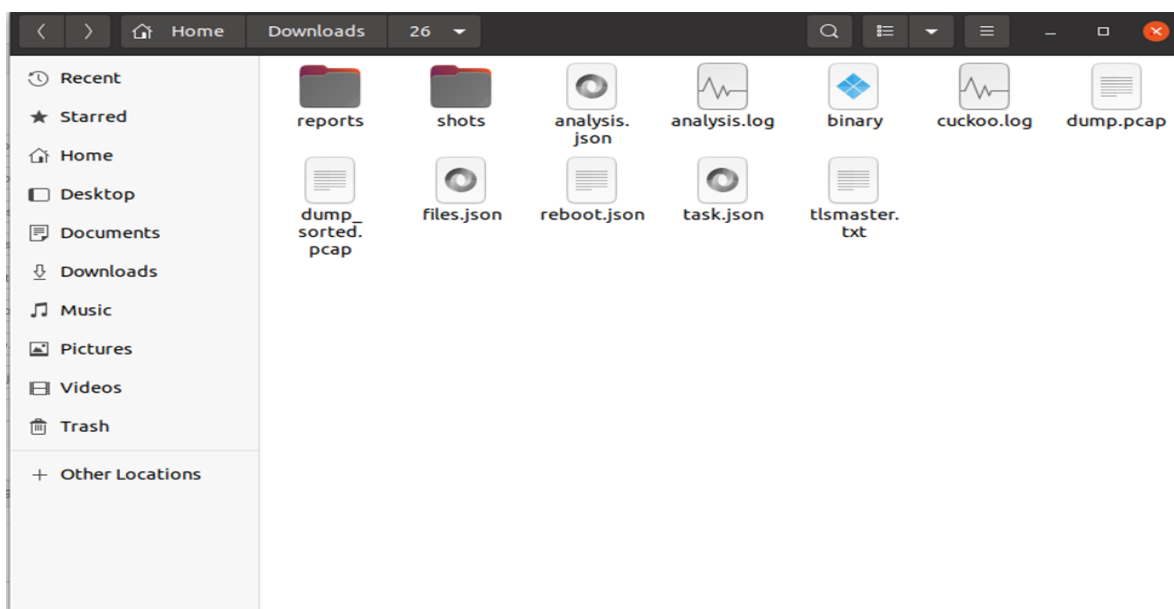 Home Downloads 26
Recent
Starred
Home
Desktop
Documents
Downloads
Music
Pictures
Videos
Trash
+ Other Locations
reports shots analysis. analysis.log binary cuckoo.log dump.pcap
json
dump_ files.json reboot.json task.json tlsmaster.
sorted. txt
pcap